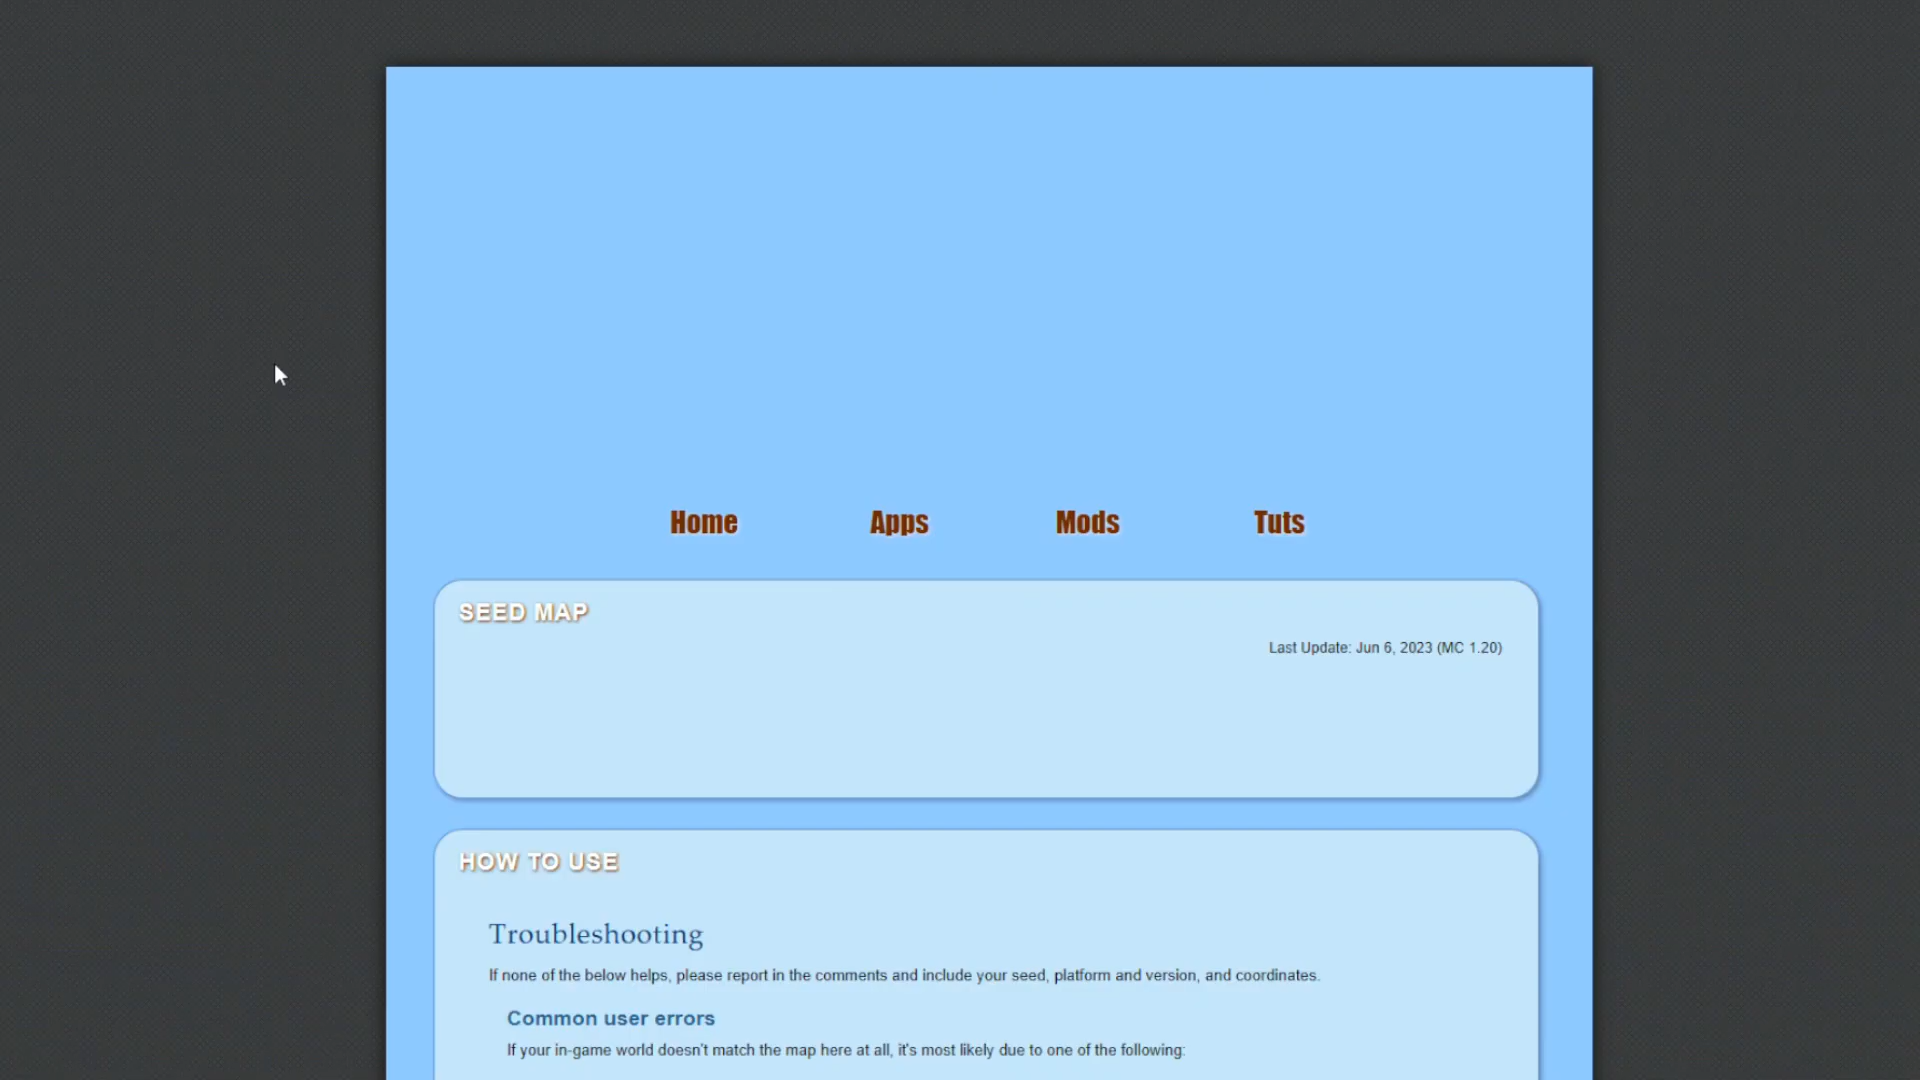 Home Apps Mods Tuts
SEED MAP
Last Update: Jun 6, 2023 (MC 1.20)
HOW TO USE
Troubleshooting
If none of the below helps, please report in the comments and include your seed, platform and version, and coordinates.
Common user errors
If your in-game world doesn't match the map here at all, it's most likely due to one of the following: